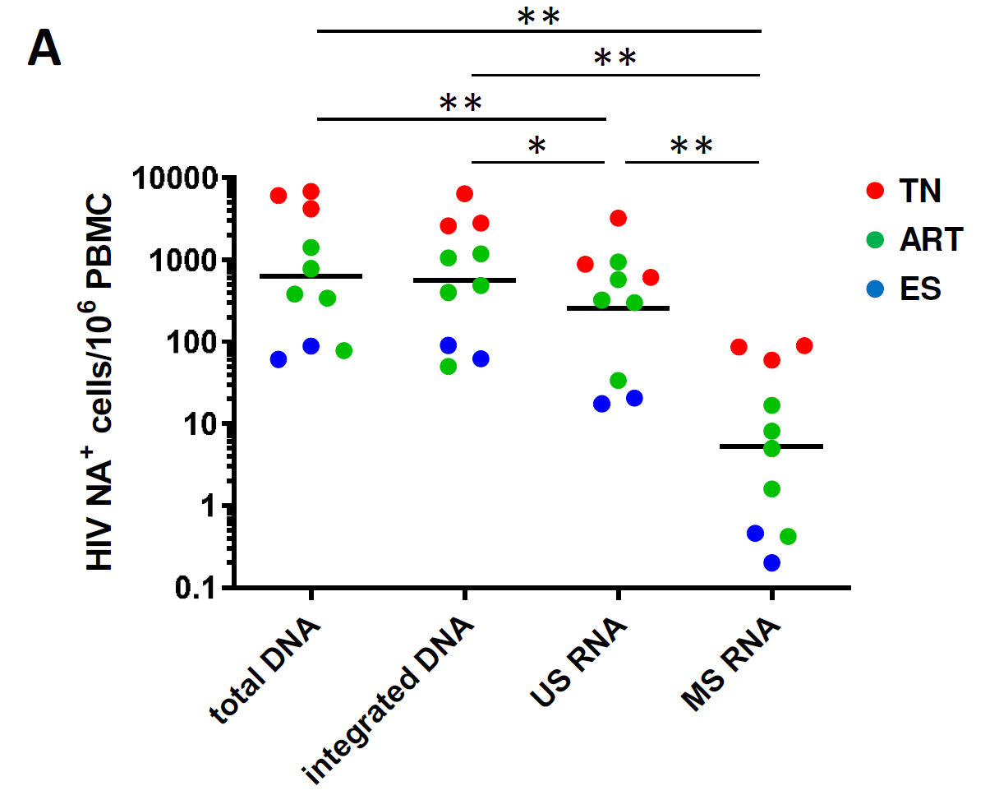 A
**
**
**
*
**
HIV NA⁺ cells/10⁶ PBMC
10000
1000
100
10
1
0.1
total DNA
integrated DNA
US RNA
MS RNA
TN
ART
ES